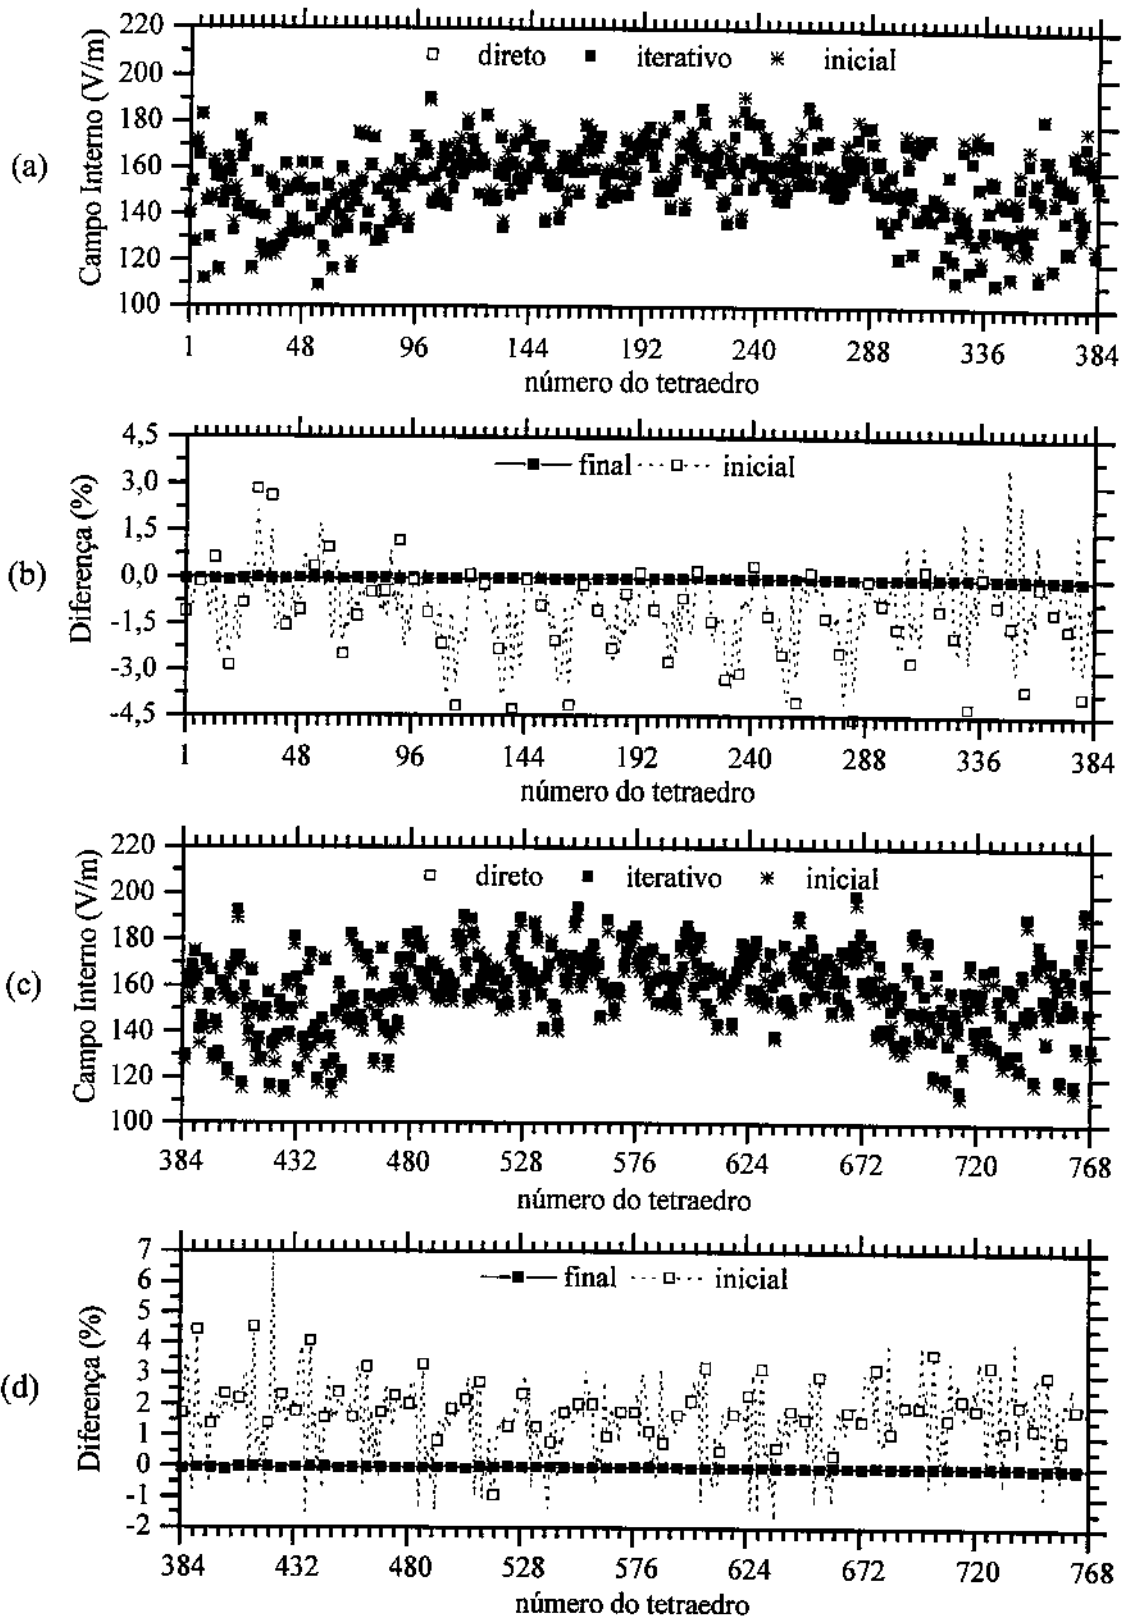 220
200
180
160
140
120
100
Campo Interno (V/m)
(a)
direto iterativo inicial
1 48 96 144 192 240 288 336 384
número do tetraedro
4,5
3,0
1,5
0,0
-1,5
-3,0
-4,5
Diferença (%)
(b)
final inicial
1 48 96 144 192 240 288 336 384
número do tetraedro
220
200
180
160
140
120
100
Campo Interno (V/m)
(c)
direto iterativo inicial
384 432 480 528 576 624 672 720 768
número do tetraedro
7
6
5
4
3
2
1
0
-1
-2
Diferença (%)
(d)
final inicial
384 432 480 528 576 624 672 720 768
número do tetraedro